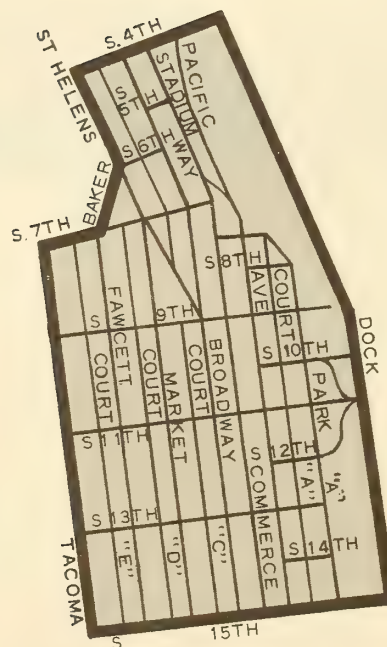 S. 4TH
ST HELENS
PACIFIC
STADIUM WAY
S 5TH
S 6TH
BAKER
S. 7TH
S 8TH
AVE
COURT
S 9TH
FAWCETT
COURT
COURT
MARKET
COURT
BROADWAY
S 10TH
PARK
DOCK
S 11TH
S 12TH
COMMERCE
"A"
"A"
S 13TH
S 14TH
TACOMA
"E"
"D"
"C"
S 15TH